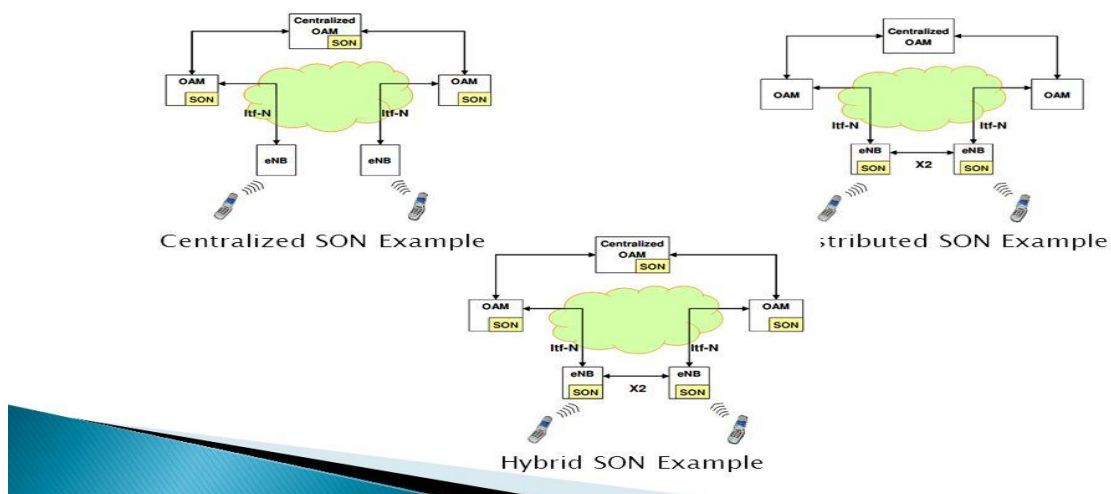 Centralized
OAM
SON
OAM
SON
OAM
SON
Itf-N
Itf-N
eNB
eNB
Centralized SON Example
Centralized
OAM
OAM
OAM
Itf-N
Itf-N
eNB
SON
X2
eNB
SON
stributed SON Example
Centralized
OAM
SON
OAM
SON
OAM
SON
Itf-N
Itf-N
eNB
SON
X2
eNB
SON
Hybrid SON Example